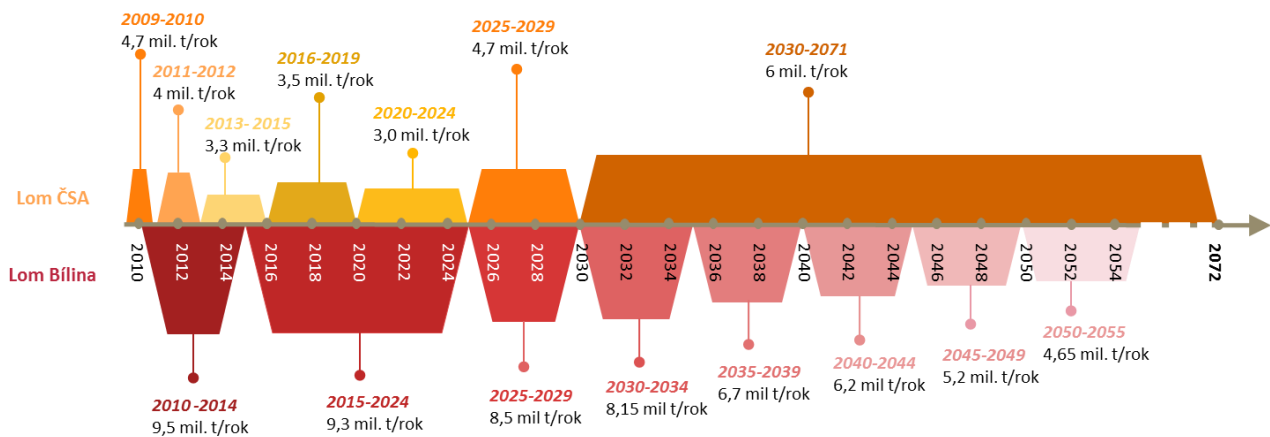 2009-2010
4,7 mil. t/rok
2011-2012
4 mil. t/rok
2013- 2015
3,3 mil. t/rok
2016-2019
3,5 mil. t/rok
2020-2024
3,0 mil. t/rok
2025-2029
4,7 mil. t/rok
2030-2071
6 mil. t/rok
Lom ČSA
Lom Bílina
2010
2012
2014
2016
2018
2020
2022
2024
2026
2028
2030
2032
2034
2036
2038
2040
2042
2044
2046
2048
2050
2052
2054
2072
2010 -2014
9,5 mil. t/rok
2015-2024
9,3 mil. t/rok
2025-2029
8,5 mil t/rok
2030-2034
8,15 mil t/rok
2035-2039
6,7 mil t/rok
2040-2044
6,2 mil t/rok
2045-2049
5,2 mil t/rok
2050-2055
4,65 mil. t/rok